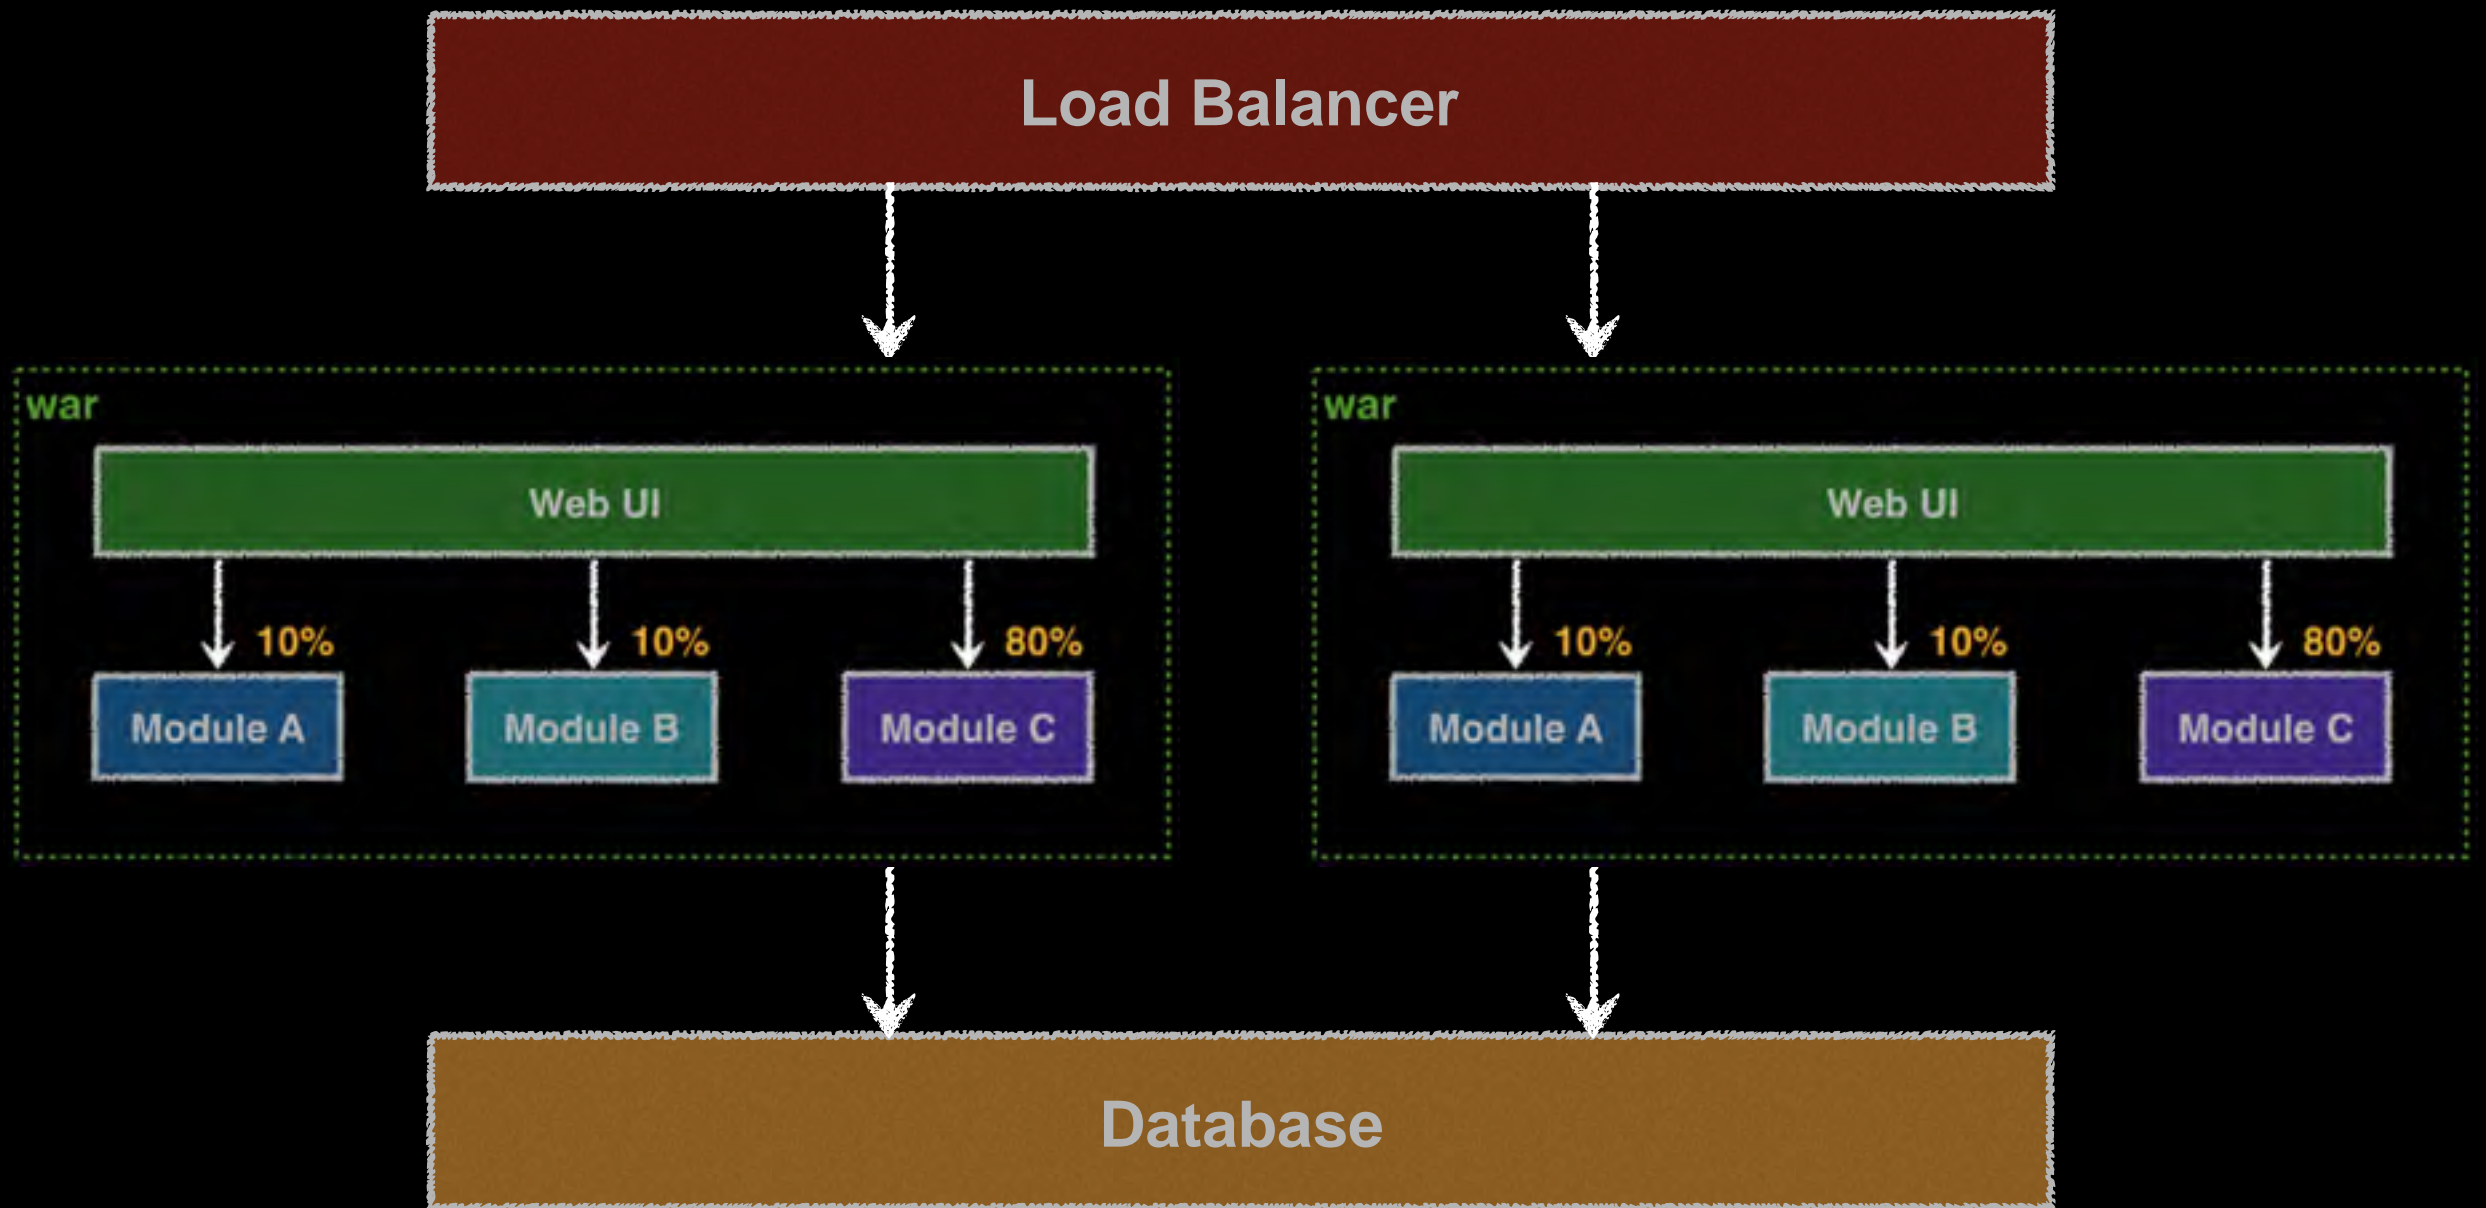 Load Balancer
war
Web UI
10%
10%
80%
Module A
Module B
Module C
war
Web UI
10%
10%
80%
Module A
Module B
Module C
Database